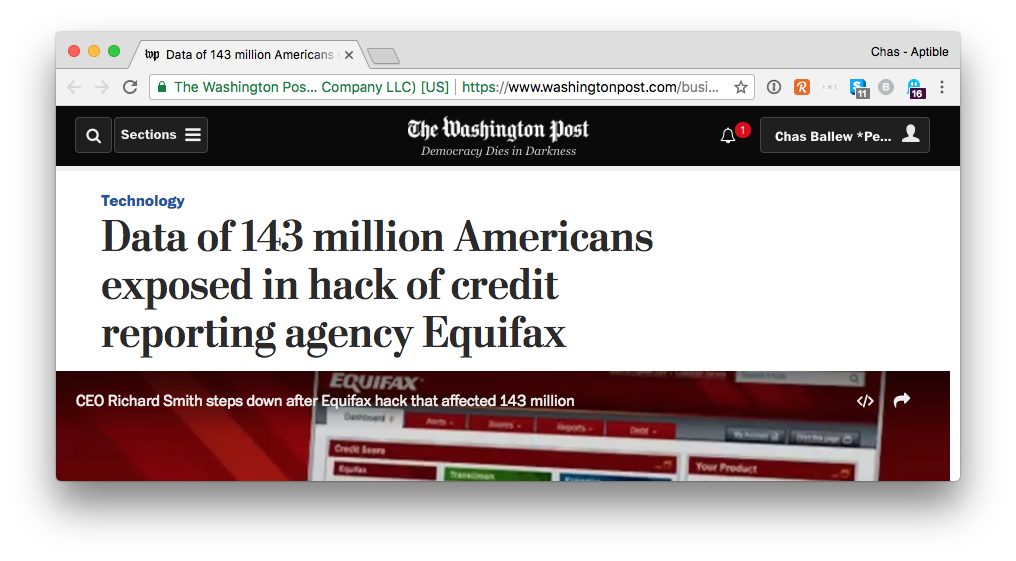 wp Data of 143 million Americans
Chas - Aptible
The Washington Pos... Company LLC) [US] https://www.washingtonpost.com/busi...
11
B
16
Sections
The Washington Post
Democracy Dies in Darkness
1
Chas Ballew *Pe...
Technology
Data of 143 million Americans
exposed in hack of credit
reporting agency Equifax
EQUIFAX
CEO Richard Smith steps down after Equifax hack that affected 143 million
</>
Dashboard
Alerts
Scores
Reports
Debt
My Account
Print this page
Credit Score
Your Product
Equifax
TransUnion
Experian